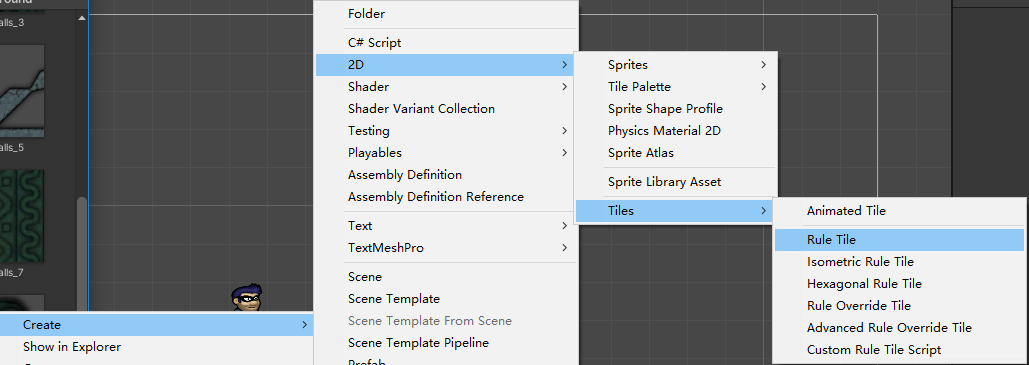 alls_3
alls_5
alls_7
Create
Show in Explorer
Folder
C# Script
2D
Shader
Shader Variant Collection
Testing
Playables
Assembly Definition
Assembly Definition Reference
Text
TextMeshPro
Scene
Scene Template
Scene Template From Scene
Scene Template Pipeline
Prefab
Sprites
Tile Palette
Sprite Shape Profile
Physics Material 2D
Sprite Atlas
Sprite Library Asset
Tiles
Animated Tile
Rule Tile
Isometric Rule Tile
Hexagonal Rule Tile
Rule Override Tile
Advanced Rule Override Tile
Custom Rule Tile Script